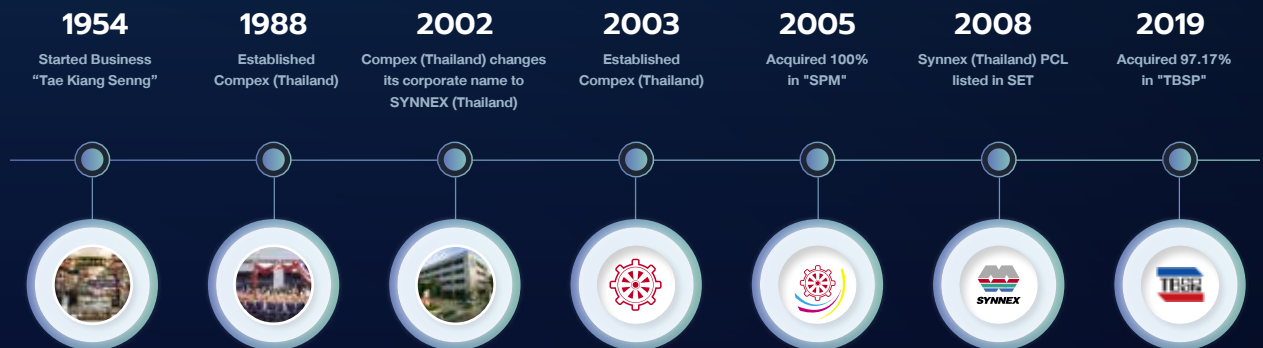 1954
Started Business
“Tae Kiang Senng”
1988
Established
Compex (Thailand)
2002
Compex (Thailand) changes
its corporate name to
SYNNEX (Thailand)
2003
Established
Compex (Thailand)
2005
Acquired 100%
in "SPM"
2008
Synnex (Thailand) PCL
listed in SET
2019
Acquired 97.17%
in "TBSP"
SYNNEX
TBSP